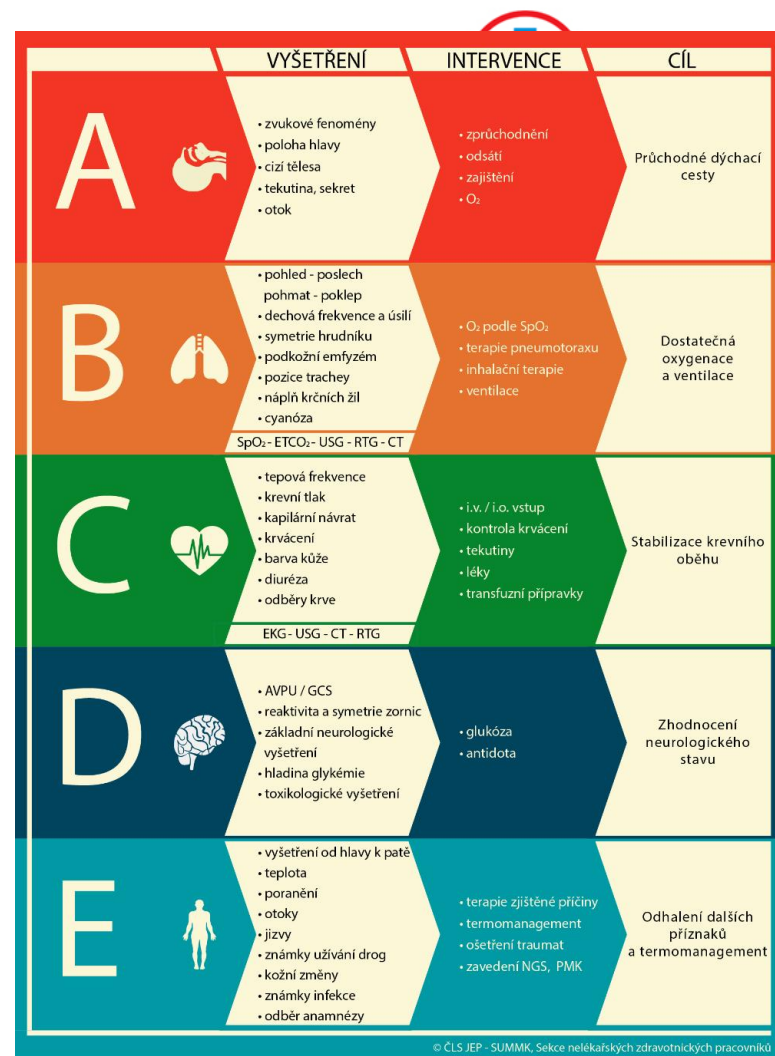 VYŠETŘENÍ INTERVENCE CÍL
A
• zvukové fenomény
• poloha hlavy
• cizí tělesa
• tekutina, sekret
• otok
• zprůchodnění
• odsátí
• zajištění
• O₂
Průchodné dýchací
cesty
B
• pohled - poslech
pohmat - poklep
• dechová frekvence a úsilí
• symetrie hrudníku
• podkožní emfyzém
• pozice trachey
• náplň krčních žil
• cyanóza
SpO₂ - ETCO₂ - USG - RTG - CT
• O₂ podle SpO₂
• terapie pneumotoraxu
• inhalační terapie
• ventilace
Dostatečná
oxygenace
a ventilace
C
• tepová frekvence
• krevní tlak
• kapilární návrat
• krvácení
• barva kůže
• diuréza
• odběry krve
EKG - USG - CT - RTG
• i.v. / i.o. vstup
• kontrola krvácení
• tekutiny
• léky
• transfuzní přípravky
Stabilizace krevního
oběhu
D
• AVPU / GCS
• reaktivita a symetrie zornic
• základní neurologické
vyšetření
• hladina glykémie
• toxikologické vyšetření
• glukóza
• antidota
Zhodnocení
neurologického
stavu
E
• vyšetření od hlavy k patě
• teplota
• poranění
• otoky
• jizvy
• známky užívání drog
• kožní změny
• známky infekce
• odběr anamnézy
• terapie zjištěné příčiny
• termomanagement
• ošetření traumat
• zavedení NGS, PMK
Odhalení dalších
příznaků
a termomanagement
© ČLS JEP - SUMMK, Sekce nelékařských zdravotnických pracovníků